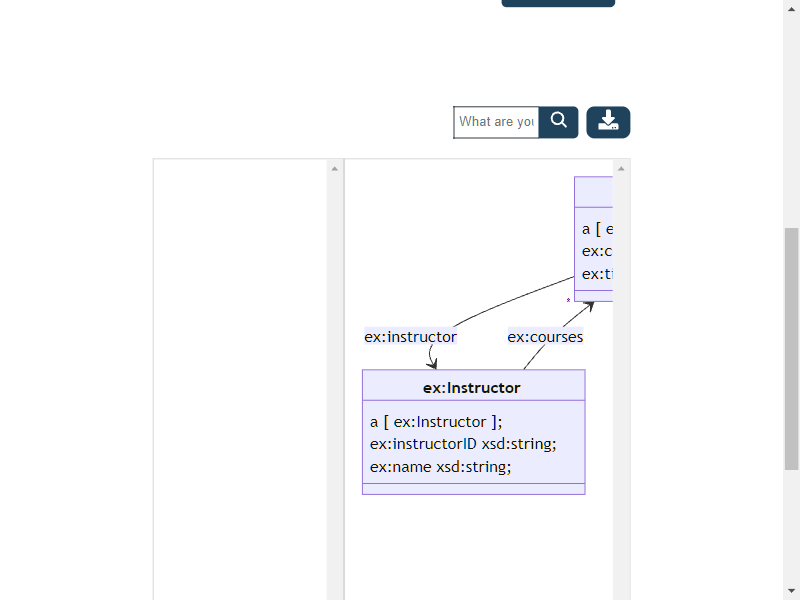 What are you
a [ e
ex:c
ex:ti
*
ex:instructor
ex:courses
ex:Instructor
a [ ex:Instructor ];
ex:instructorID xsd:string;
ex:name xsd:string;